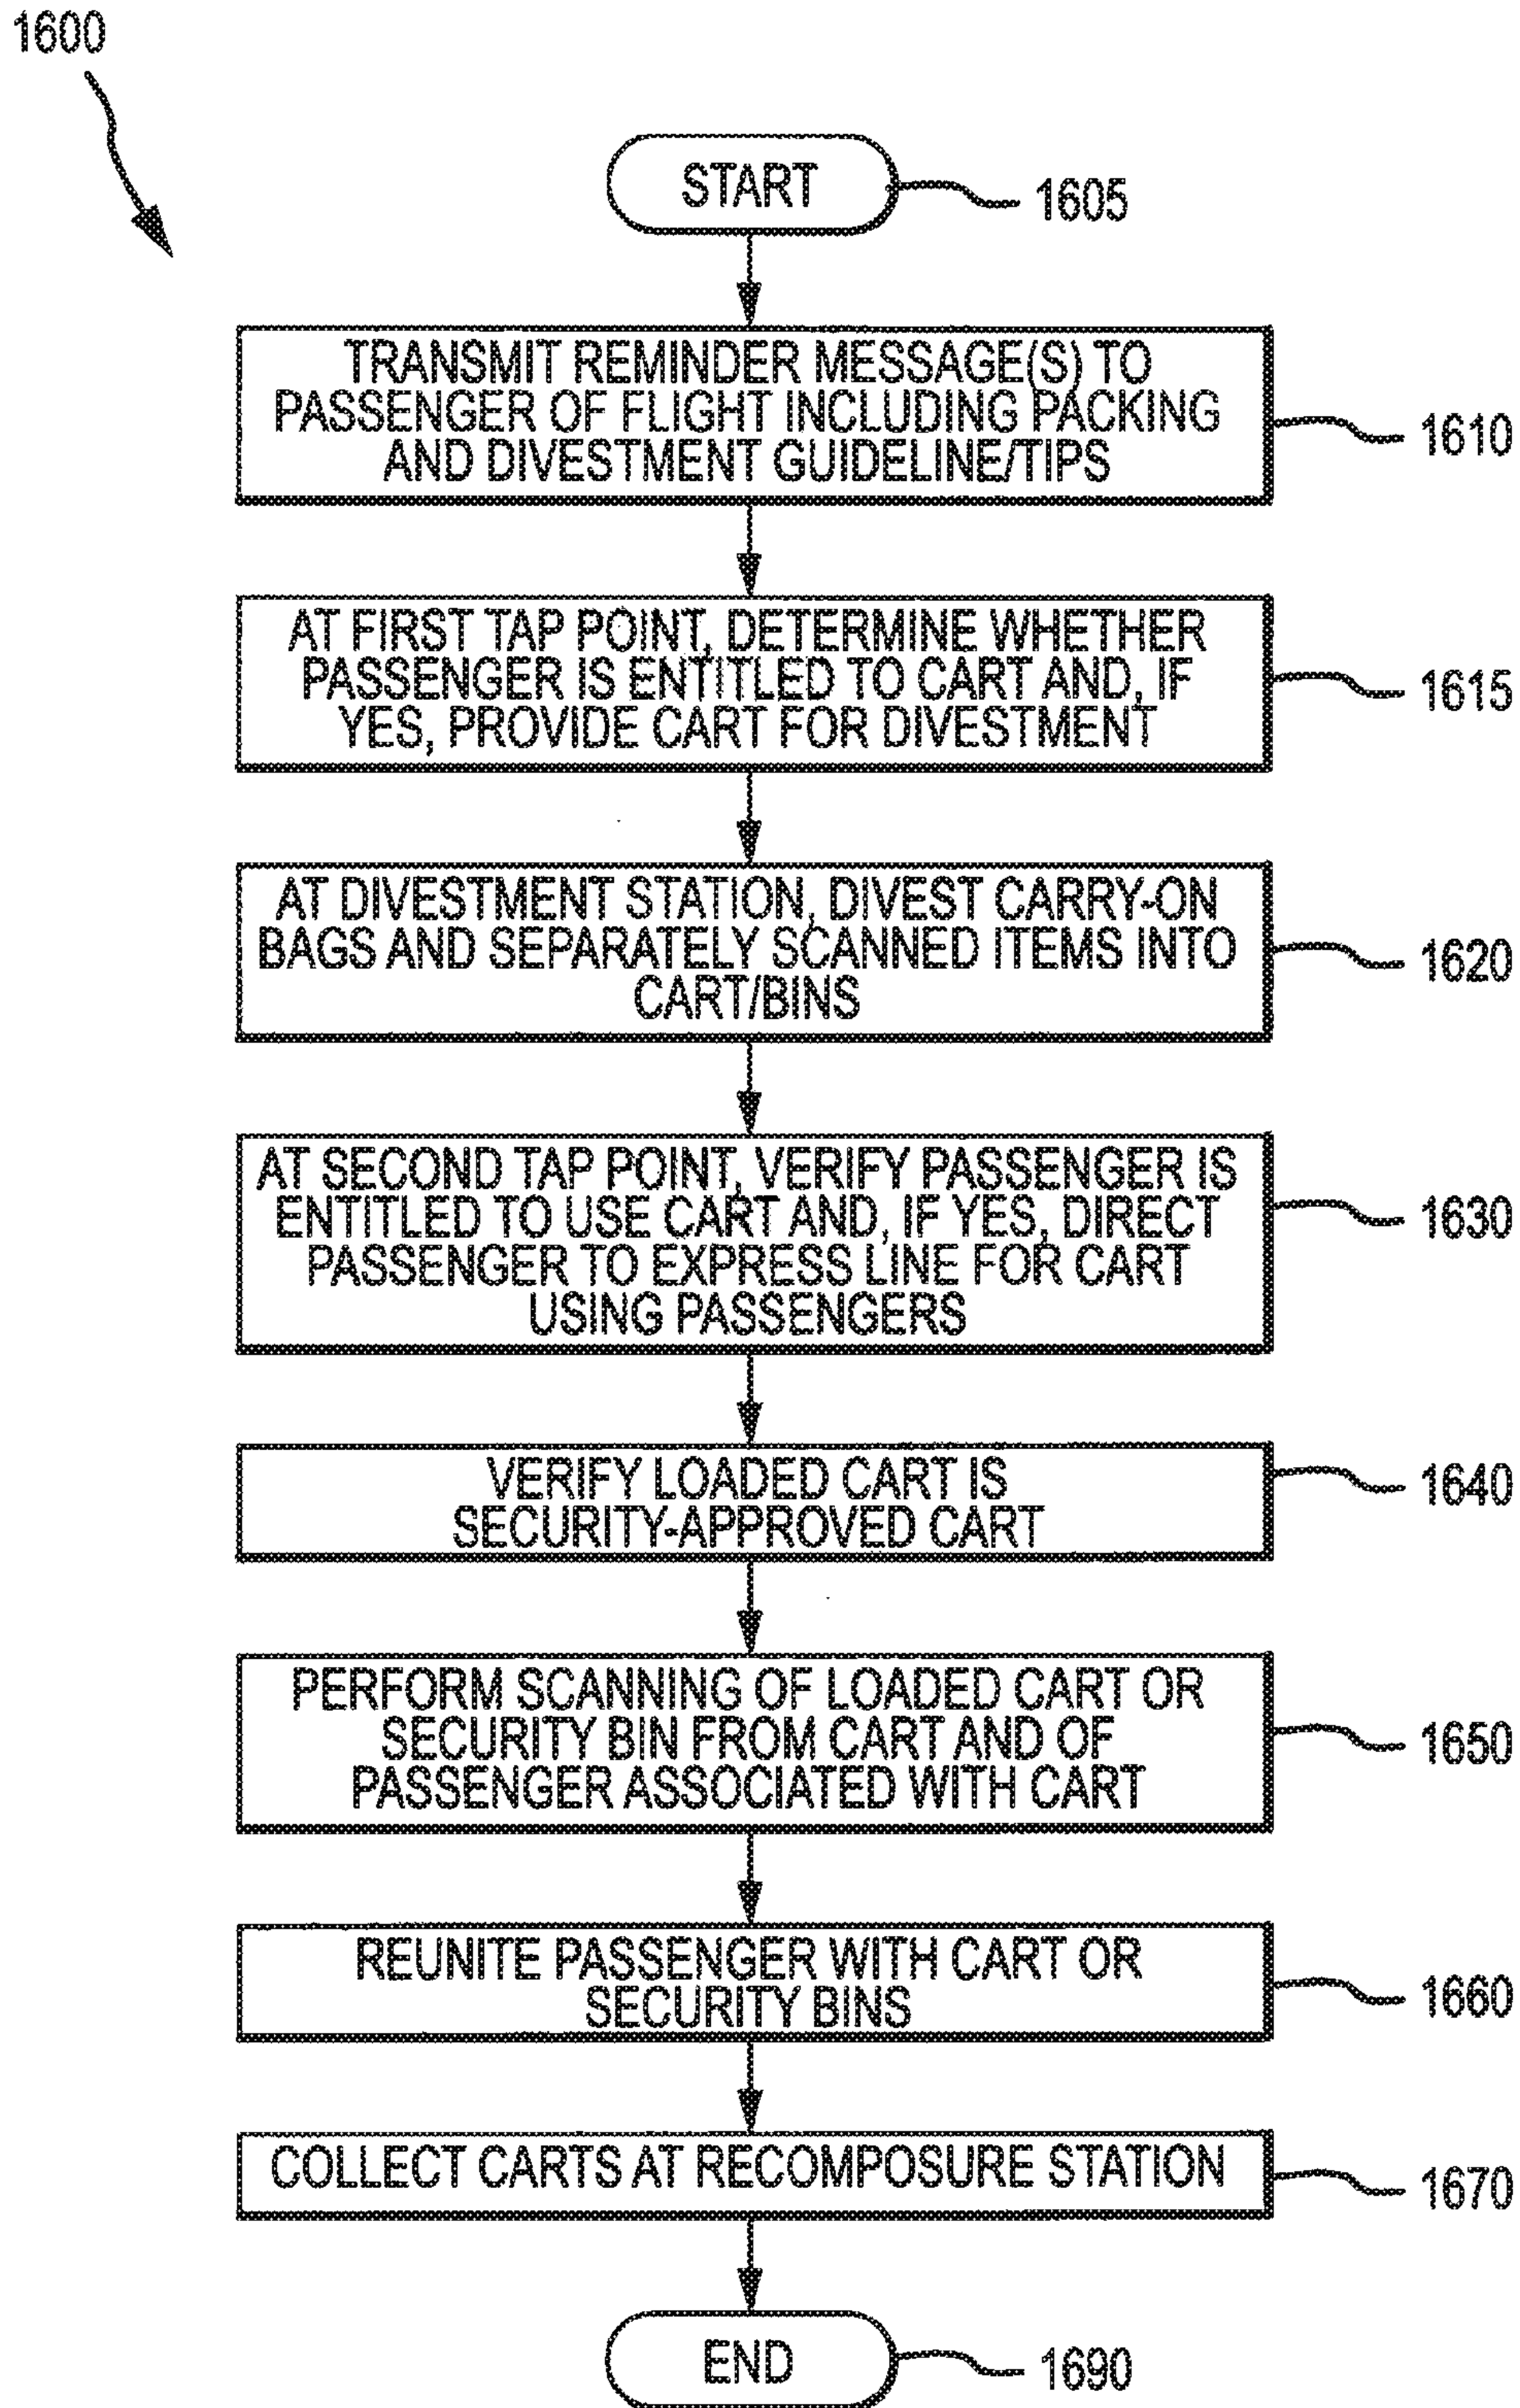 1600
START
1605
TRANSMIT REMINDER MESSAGE(S) TO
PASSENGER OF FLIGHT INCLUDING PACKING
AND DIVESTMENT GUIDELINE/TIPS
1610
AT FIRST TAP POINT, DETERMINE WHETHER
PASSENGER IS ENTITLED TO CART AND, IF
YES, PROVIDE CART FOR DIVESTMENT
1615
AT DIVESTMENT STATION, DIVEST CARRY-ON
BAGS AND SEPARATELY SCANNED ITEMS INTO
CART/BINS
1620
AT SECOND TAP POINT, VERIFY PASSENGER IS
ENTITLED TO USE CART AND, IF YES, DIRECT
PASSENGER TO EXPRESS LINE FOR CART
USING PASSENGERS
1630
VERIFY LOADED CART IS
SECURITY-APPROVED CART
1640
PERFORM SCANNING OF LOADED CART OR
SECURITY BIN FROM CART AND OF
PASSENGER ASSOCIATED WITH CART
1650
REUNITE PASSENGER WITH CART OR
SECURITY BINS
1660
COLLECT CARTS AT RECOMPOSURE STATION
1670
END
1690